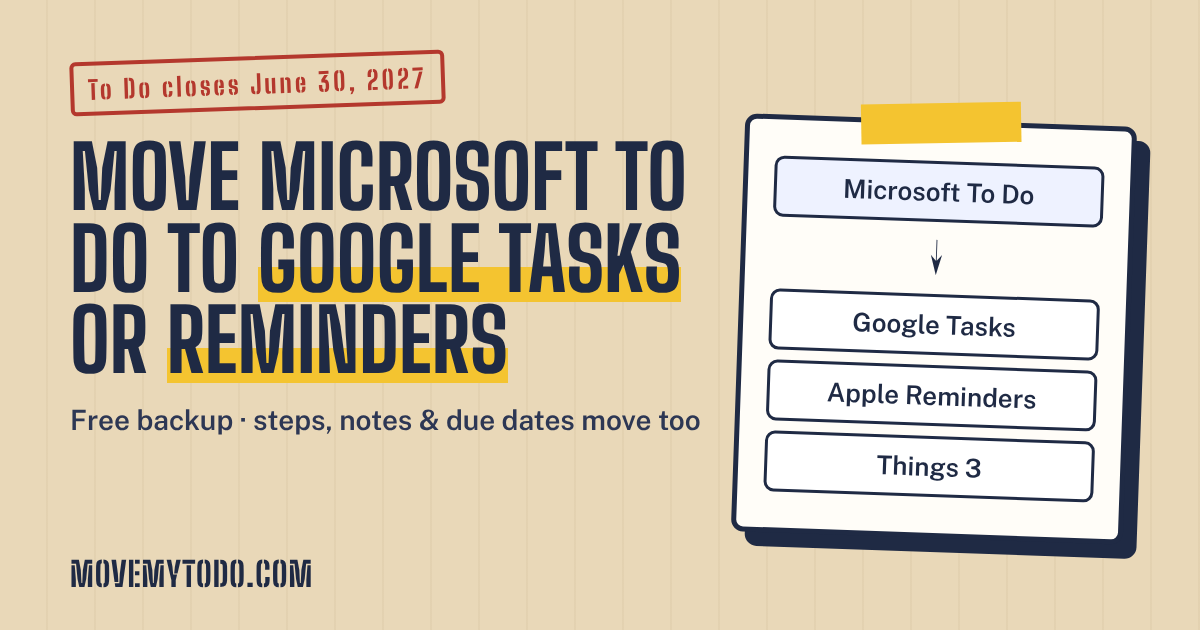 To Do closes June 30, 2027
MOVE MICROSOFT TO
DO TO GOOGLE TASKS
OR REMINDERS
Free backup · steps, notes & due dates move too
MOVEMYTODO.COM
Microsoft To Do
↓
Google Tasks
Apple Reminders
Things 3